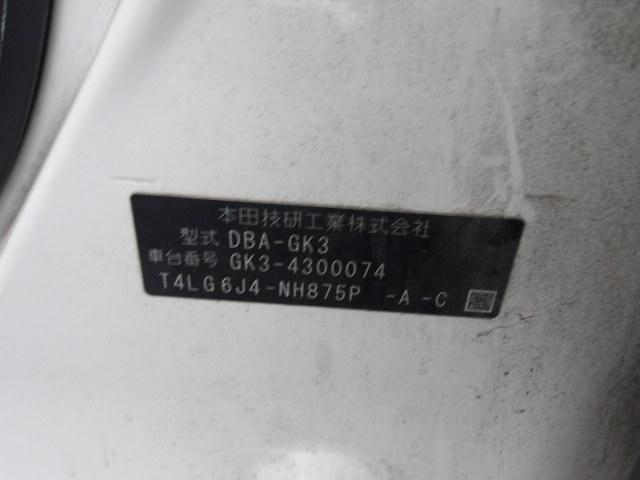 本田技研工業株式会社
型式 DBA-GK3
車台番号 GK3-4300074
T4LG6J4-NH875P -A-C